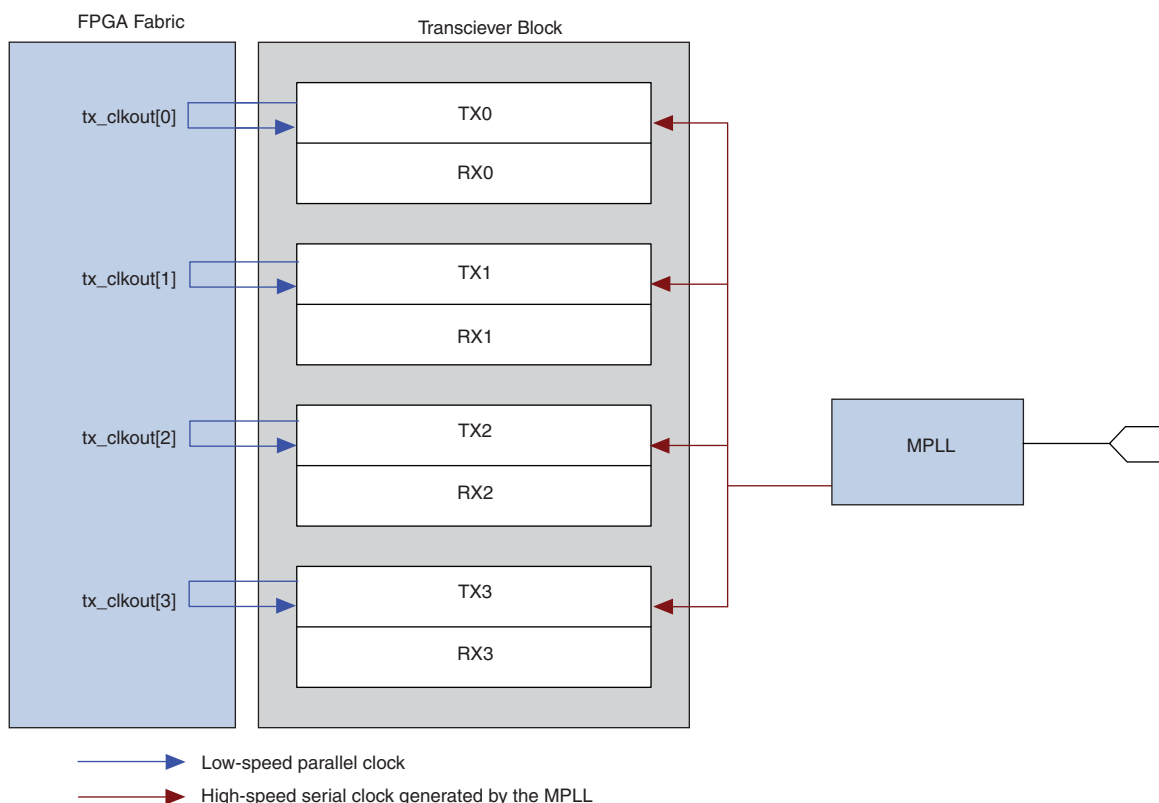 FPGA Fabric
Transciever Block
tx_clkout[0]
TX0
RX0
tx_clkout[1]
TX1
RX1
tx_clkout[2]
TX2
RX2
MPLL
tx_clkout[3]
TX3
RX3
Low-speed parallel clock
High-speed serial clock generated by the MPLL